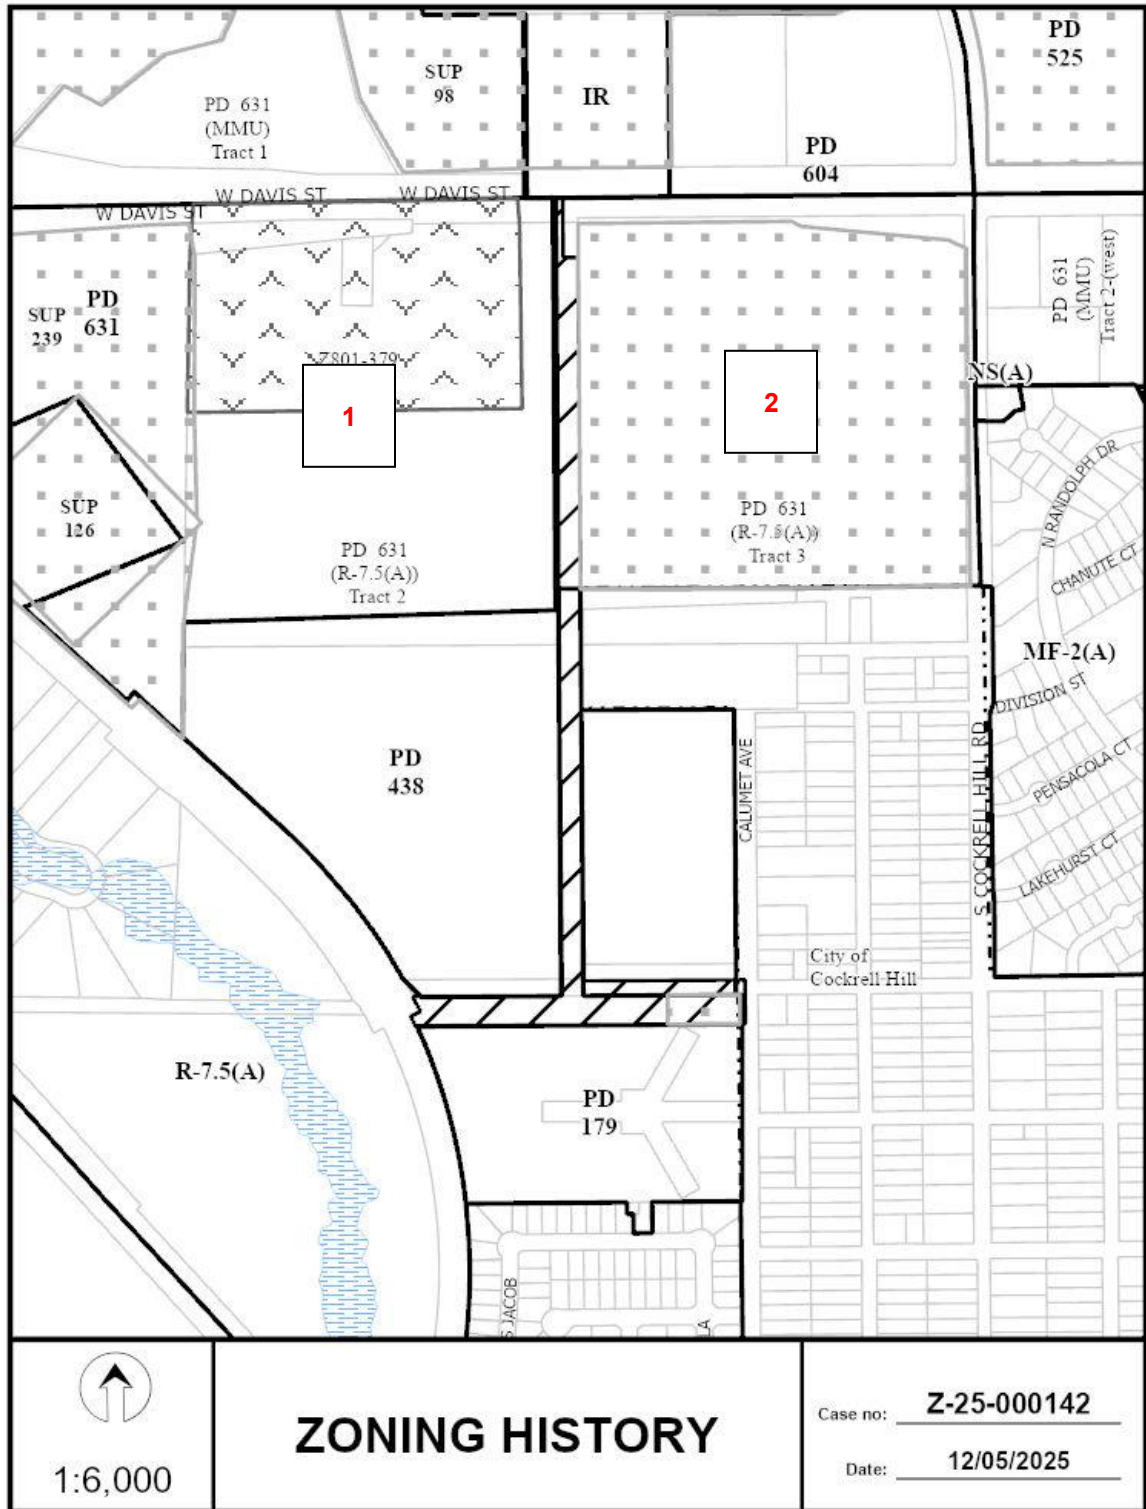 PD
525
SUP
98
IR
PD 631
(MMU)
Tract 1
PD
604
W DAVIS ST
W DAVIS ST
W DAVIS ST
PD 631
(MMU)
Tract 2-(west)
SUP
239
PD
631
Z801-379
1
2
NS(A)
N RANDOLPH DR
CHANUTE CT
SUP
126
PD 631
(R-7.5(A))
Tract 2
PD 631
(R-7.5(A))
Tract 3
MF-2(A)
DIVISION ST
PD
438
CALUMET AVE
S COCKRELL HILL RD
PENSACOLA CT
LAKEHURST CT
City of
Cockrell Hill
R-7.5(A)
PD
179
S JACOB
LA
1:6,000
ZONING HISTORY
Case no: Z-25-000142
Date: 12/05/2025